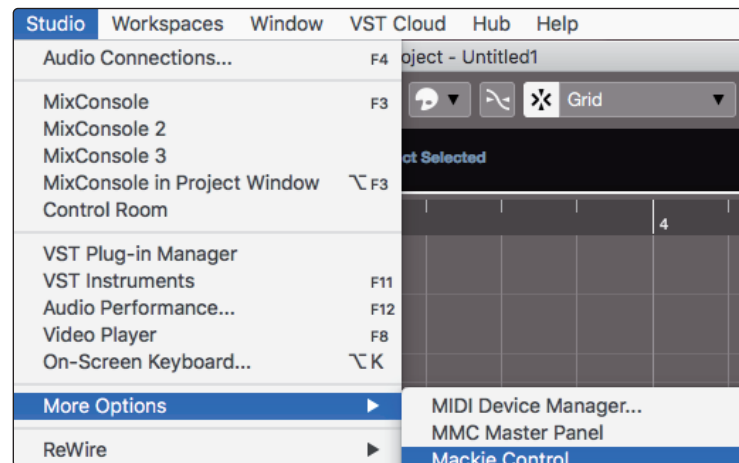 Studio Workspaces Window VST Cloud Hub Help
Audio Connections... F4
oject - Untitled1
MixConsole F3
Grid
MixConsole 2
MixConsole 3
ct Selected
MixConsole in Project Window ⌥F3
Control Room
4
VST Plug-in Manager
VST Instruments F11
Audio Performance... F12
Video Player F8
On-Screen Keyboard... ⌥K
More Options
MIDI Device Manager...
MMC Master Panel
ReWire
Mackie Control